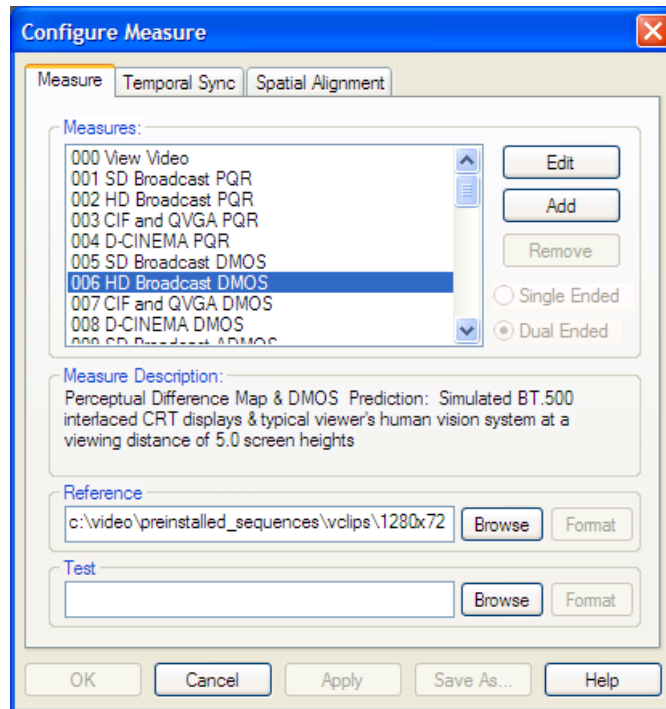 Configure Measure
Measure
Temporal Sync
Spatial Alignment
Measures:
000 View Video
001 SD Broadcast PQR
002 HD Broadcast PQR
003 CIF and QVGA PQR
004 D-CINEMA PQR
005 SD Broadcast DMOS
006 HD Broadcast DMOS
007 CIF and QVGA DMOS
008 D-CINEMA DMOS
009 SD Broadcast ADMOS
Edit
Add
Remove
Single Ended
Dual Ended
Measure Description:
Perceptual Difference Map & DMOS Prediction: Simulated BT.500
interlaced CRT displays & typical viewer's human vision system at a
viewing distance of 5.0 screen heights
Reference
c:\video\preinstalled_sequences\vclips\1280x72
Browse
Format
Test
Browse
Format
OK
Cancel
Apply
Save As...
Help